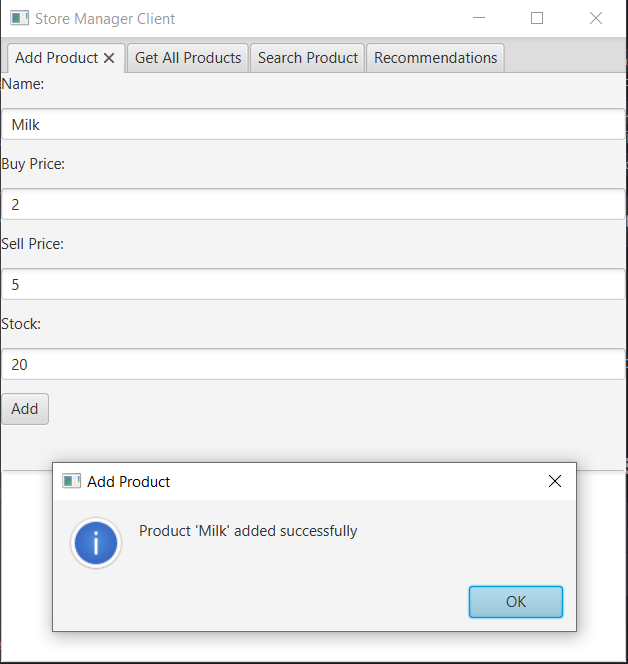 Store Manager Client
Add Product Get All Products Search Product Recommendations
Name:
Milk
Buy Price:
2
Sell Price:
5
Stock:
20
Add
Add Product
Product 'Milk' added successfully
OK